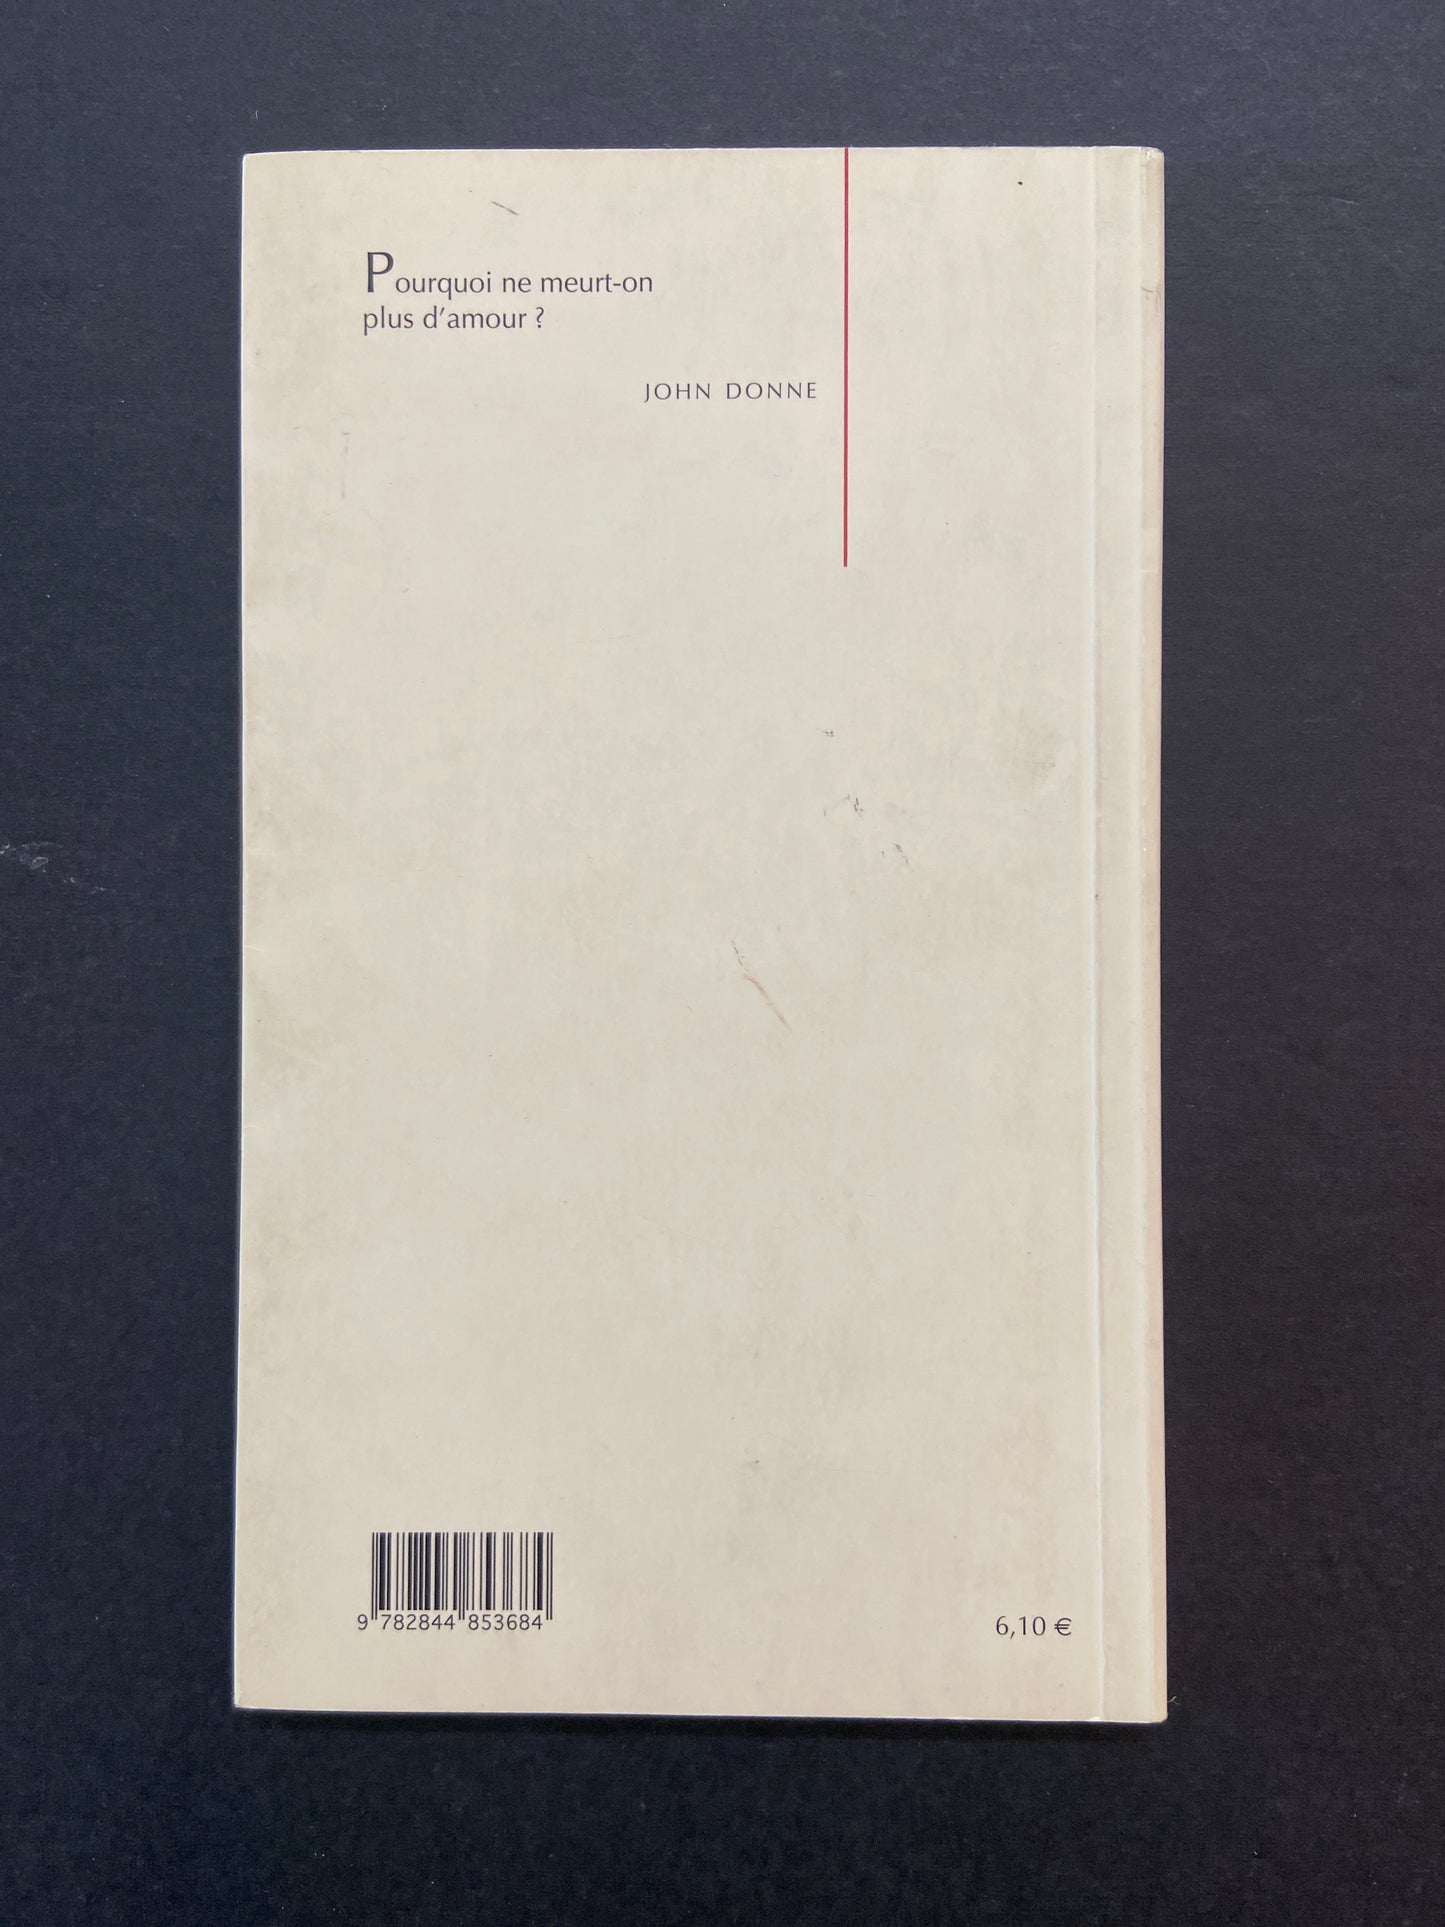 Pourquoi ne meurt-on
plus d'amour ?
JOHN DONNE
9 782844 853684
6,10 €